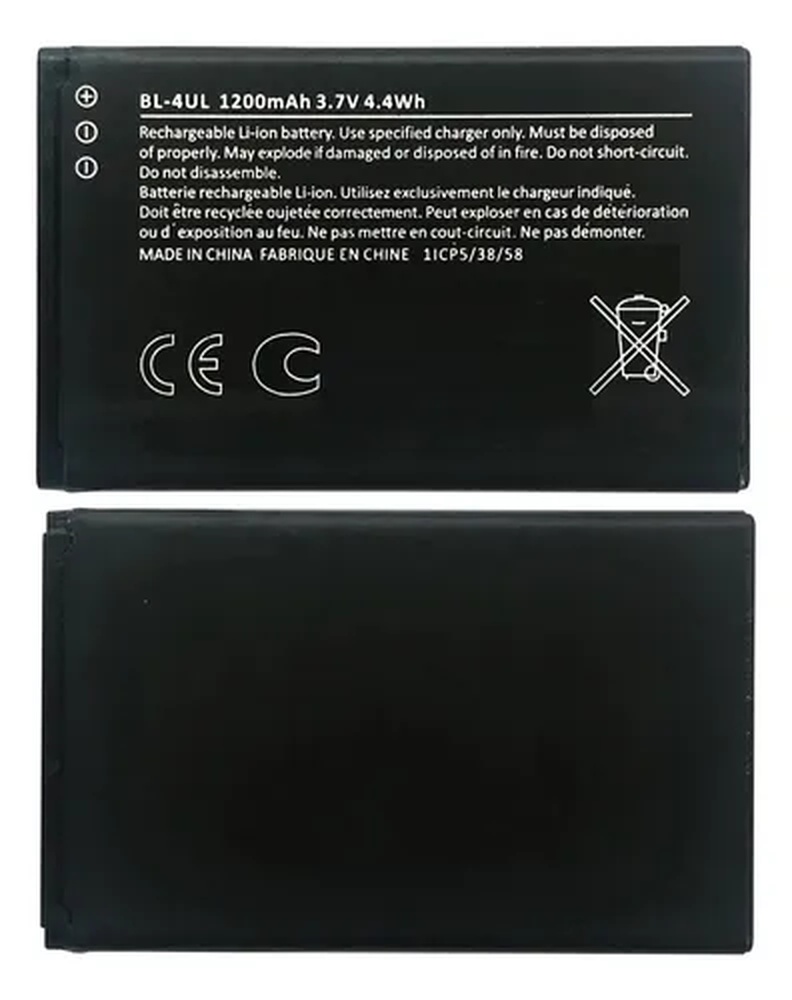 BL-4UL 1200mAh 3.7V 4.4Wh
Rechargeable Li-ion battery. Use specified charger only. Must be disposed
of properly. May explode if damaged or disposed of in fire. Do not short-circuit.
Do not disassemble.
Batterie rechargeable Li-ion. Utilisez exclusivement le chargeur indiqué.
Doit être recyclée oujetée correctement. Peut exploser en cas de détérioration
ou d'exposition au feu. Ne pas mettre en cout-circuit. Ne pas démonter.
MADE IN CHINA FABRIQUE EN CHINE 1ICP5/38/58
CE C